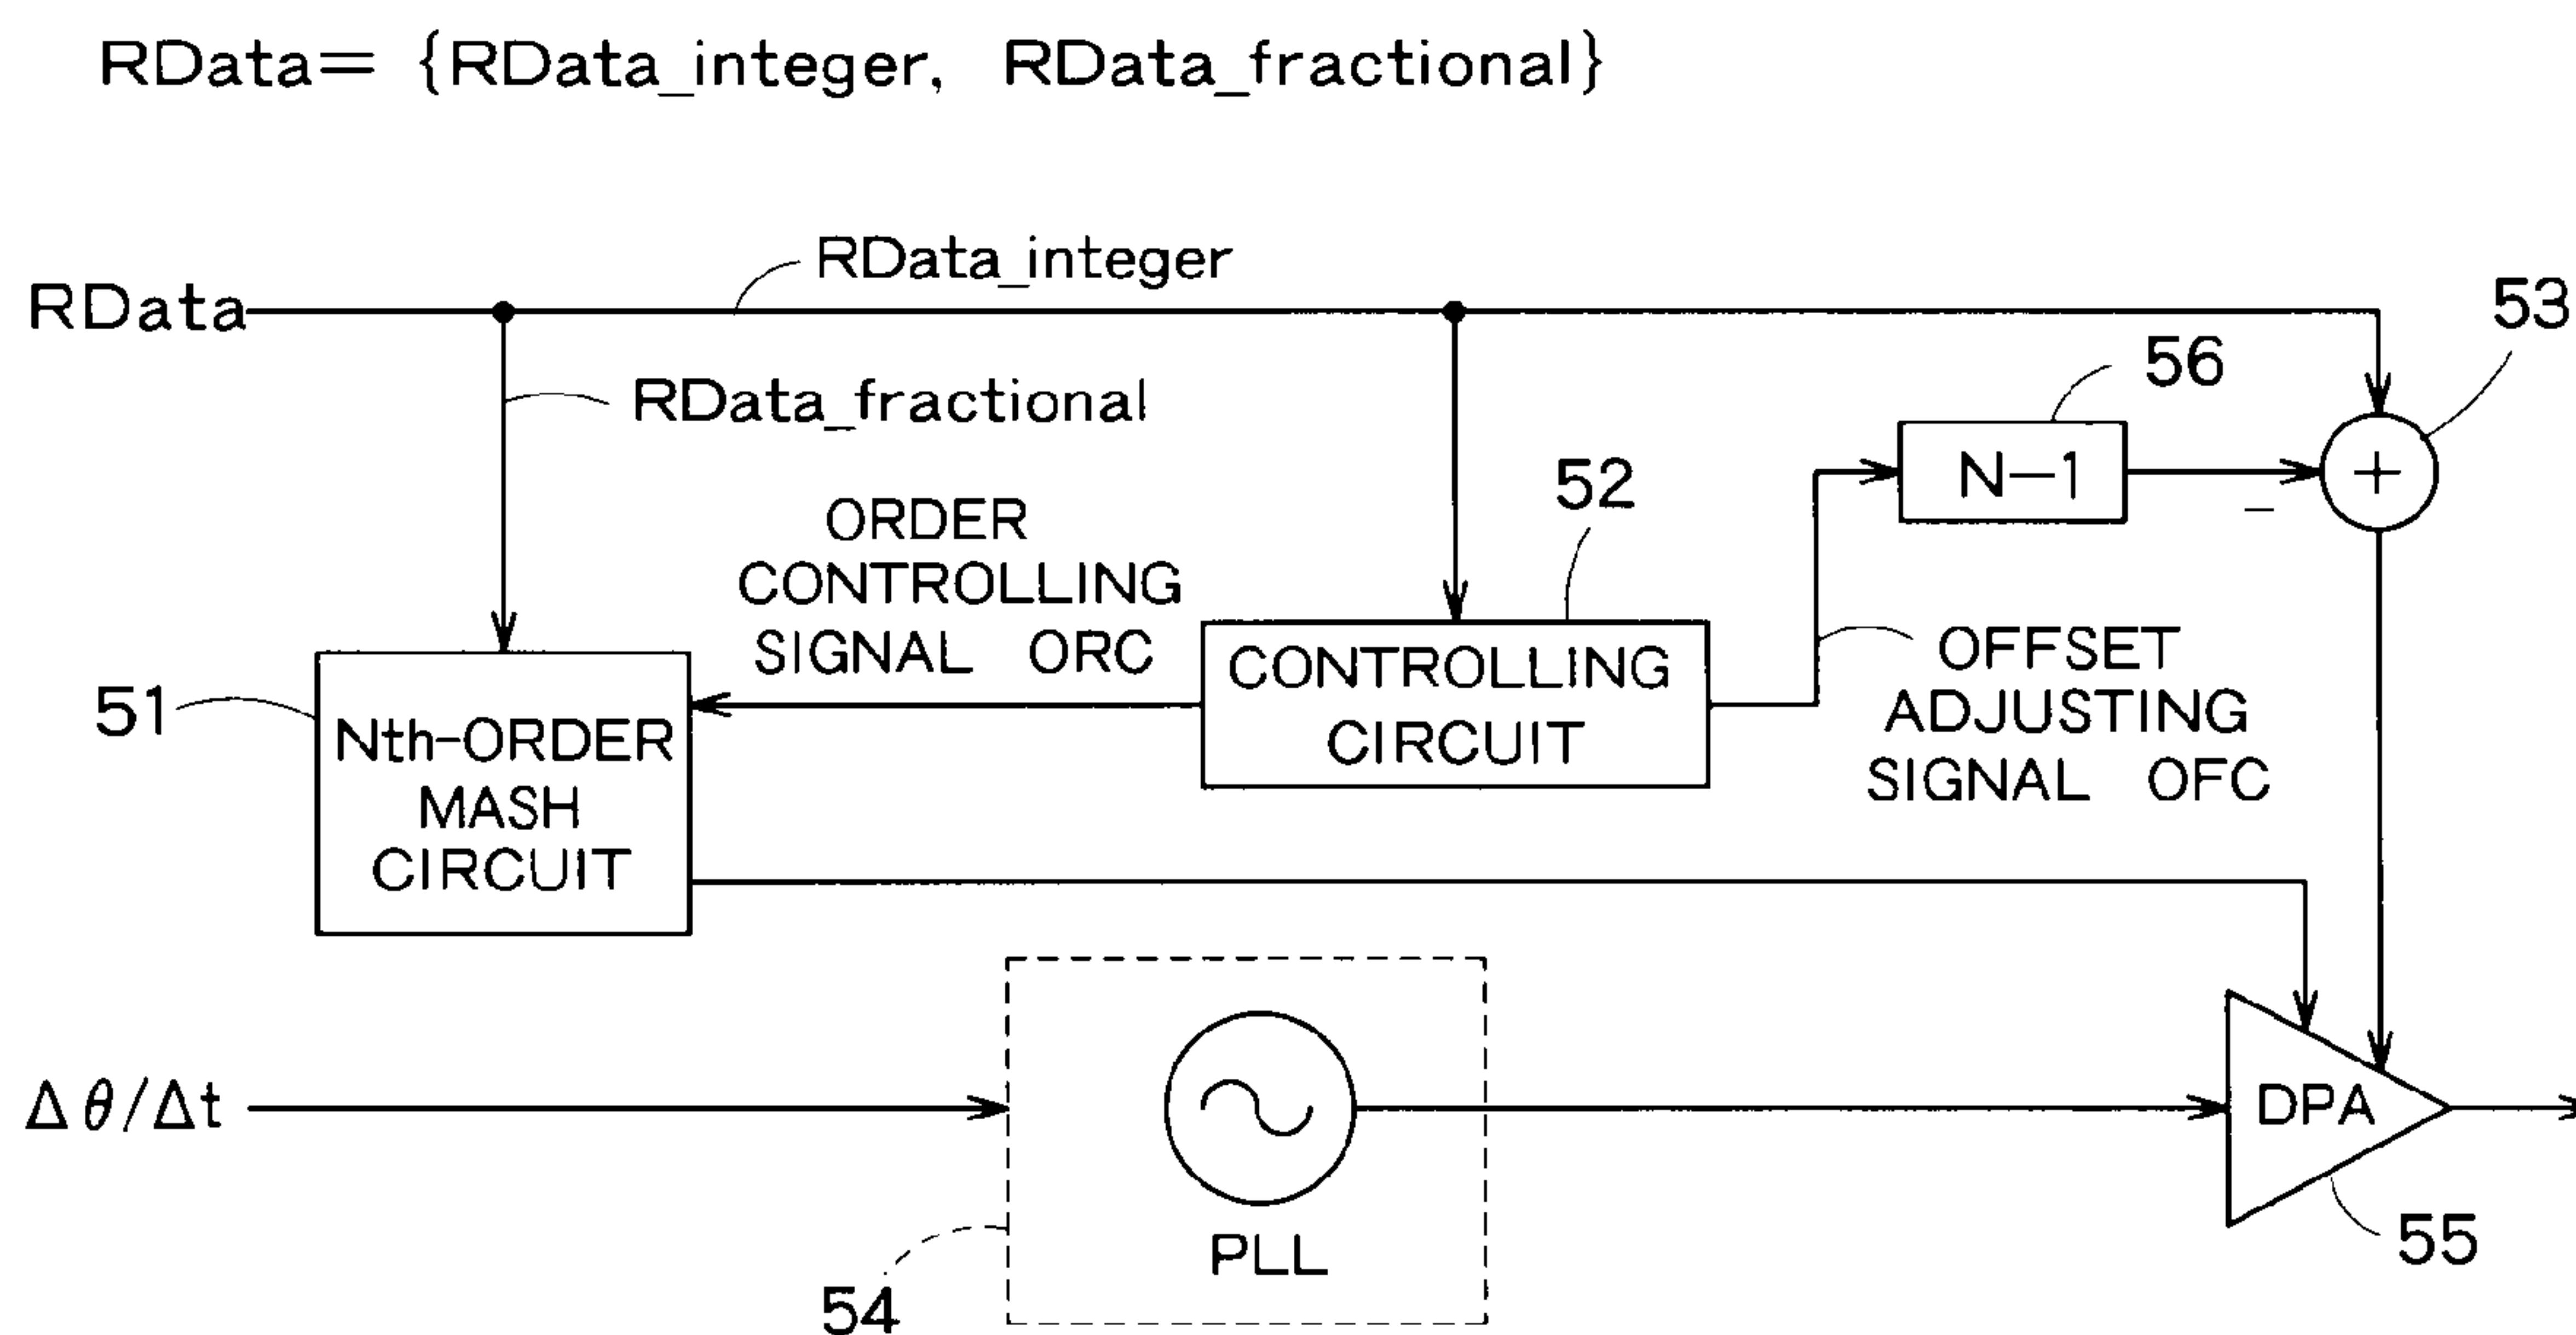 RData= {RData_integer, RData_fractional}
RData_integer
RData
53
56
RData_fractional
N-1
+
52
ORDER
CONTROLLING
SIGNAL ORC
-
CONTROLLING
CIRCUIT
OFFSET
ADJUSTING
SIGNAL OFC
51
Nth-ORDER
MASH
CIRCUIT
Δθ/Δt
DPA
PLL
55
54